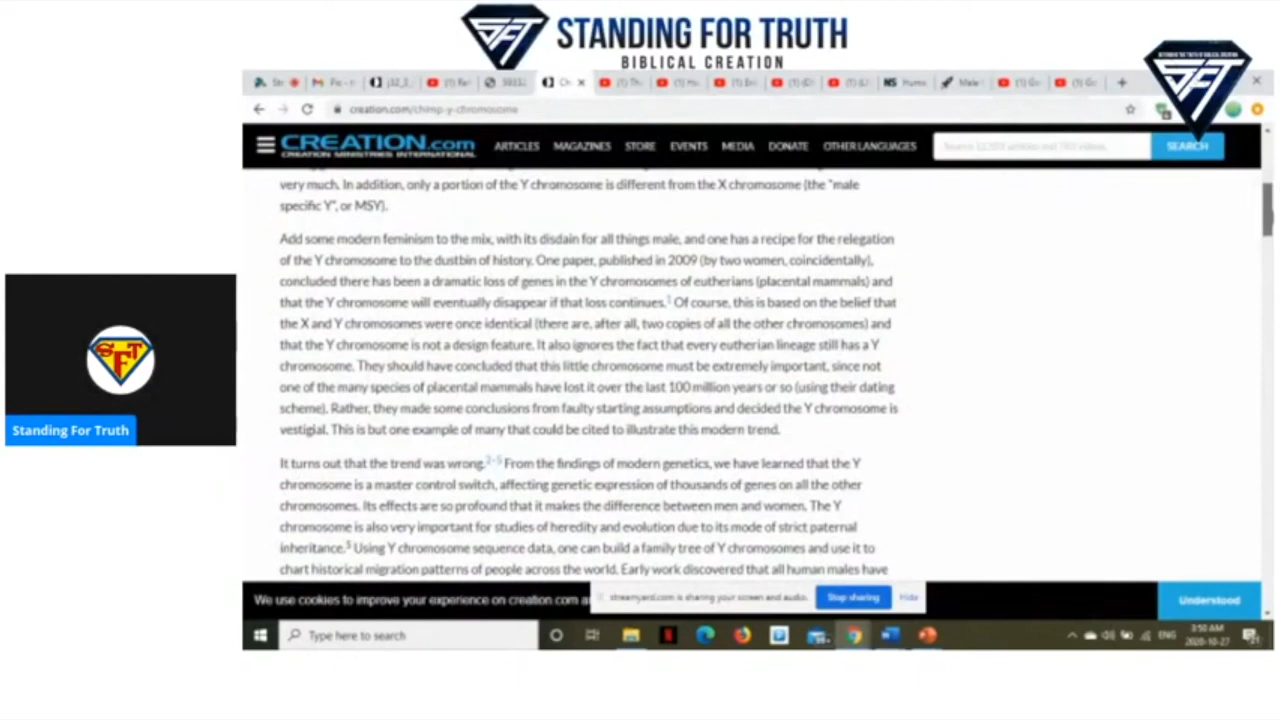 STANDING FOR TRUTH
BIBLICAL CREATION
SFT
creation.com/chimp-y-chromosome
CREATION.com
CREATION MINISTRIES INTERNATIONAL
ARTICLES MAGAZINES STORE EVENTS MEDIA DONATE OTHER LANGUAGES
SEARCH
very much. In addition, only a portion of the Y chromosome is different from the X chromosome (the "male
specific Y", or MSY).
Add some modern feminism to the mix, with its disdain for all things male, and one has a recipe for the relegation
of the Y chromosome to the dustbin of history. One paper, published in 2009 (by two women, coincidentally),
concluded there has been a dramatic loss of genes in the Y chromosomes of eutherians (placental mammals) and
that the Y chromosome will eventually disappear if that loss continues.1 Of course, this is based on the belief that
the X and Y chromosomes were once identical (there are, after all, two copies of all the other chromosomes) and
that the Y chromosome is not a design feature. It also ignores the fact that every eutherian lineage still has a Y
chromosome. They should have concluded that this little chromosome must be extremely important, since not
one of the many species of placental mammals have lost it over the last 100 million years or so (using their dating
scheme). Rather, they made some conclusions from faulty starting assumptions and decided the Y chromosome is
vestigial. This is but one example of many that could be cited to illustrate this modern trend.
It turns out that the trend was wrong.2-5 From the findings of modern genetics, we have learned that the Y
chromosome is a master control switch, affecting genetic expression of thousands of genes on all the other
chromosomes. Its effects are so profound that it makes the difference between men and women. The Y
chromosome is also very important for studies of heredity and evolution due to its mode of strict paternal
inheritance.5 Using Y chromosome sequence data, one can build a family tree of Y chromosomes and use it to
chart historical migration patterns of people across the world. Early work discovered that all human males have
SFT
Standing For Truth
We use cookies to improve your experience on creation.com a
streamyard.com is sharing your screen and audio.
Stop sharing
Hide
Understood
Type here to search
ENG
3:50 AM
2020-10-27